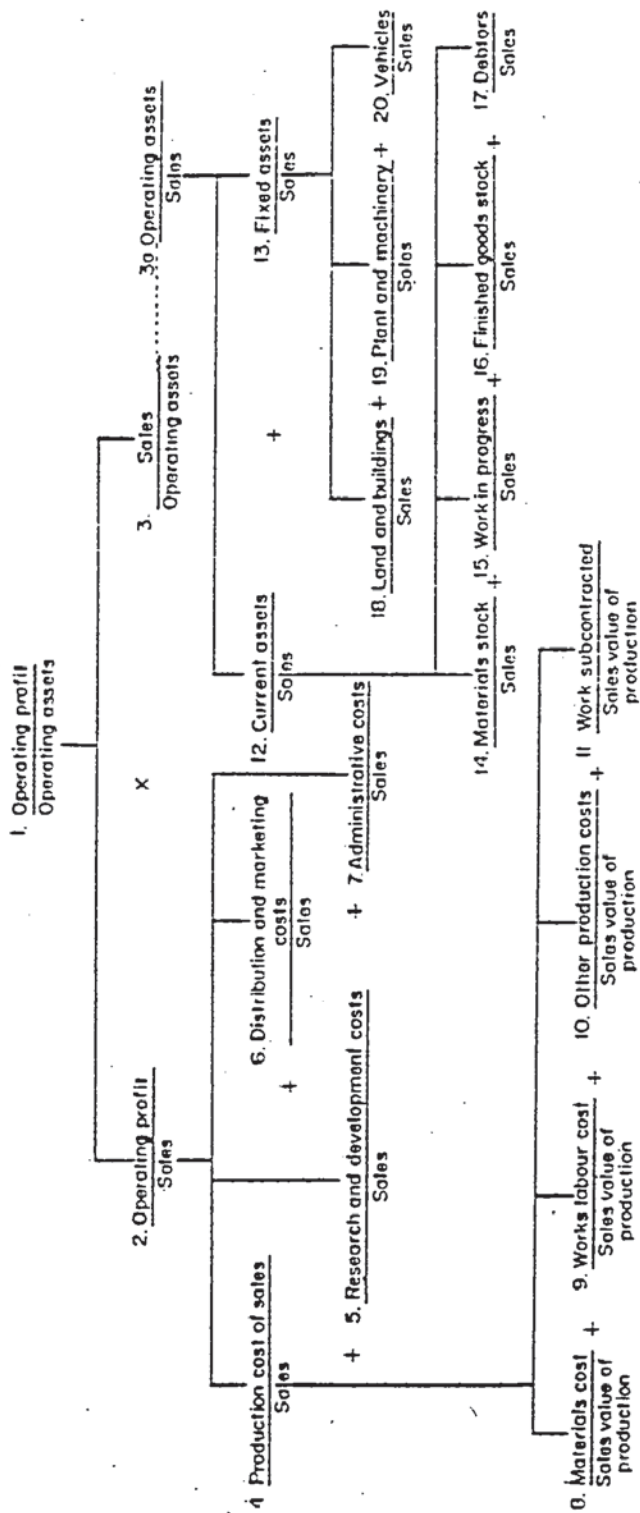 1. Operating profit
Operating assets
x
2. Operating profit
Sales
3. Sales
Operating assets
3a Operating assets
Sales
4 Production cost of sales
Sales
+
5. Research and development costs
Sales
+
6. Distribution and marketing
costs
Sales
+
7. Administrative costs
Sales
12. Current assets
Sales
+
13. Fixed assets
Sales
18. Land and buildings
Sales
+
19. Plant and machinery
Sales
+
20. Vehicles
Sales
14. Materials stock
Sales
+
15. Work in progress
Sales
+
16. Finished goods stock
Sales
+
17. Debtors
Sales
8. Materials cost
Sales value of
production
+
9. Works labour cost
Sales value of
production
+
10. Other production costs
Sales value of
production
+
11 Work subcontracted
Sales value of
production